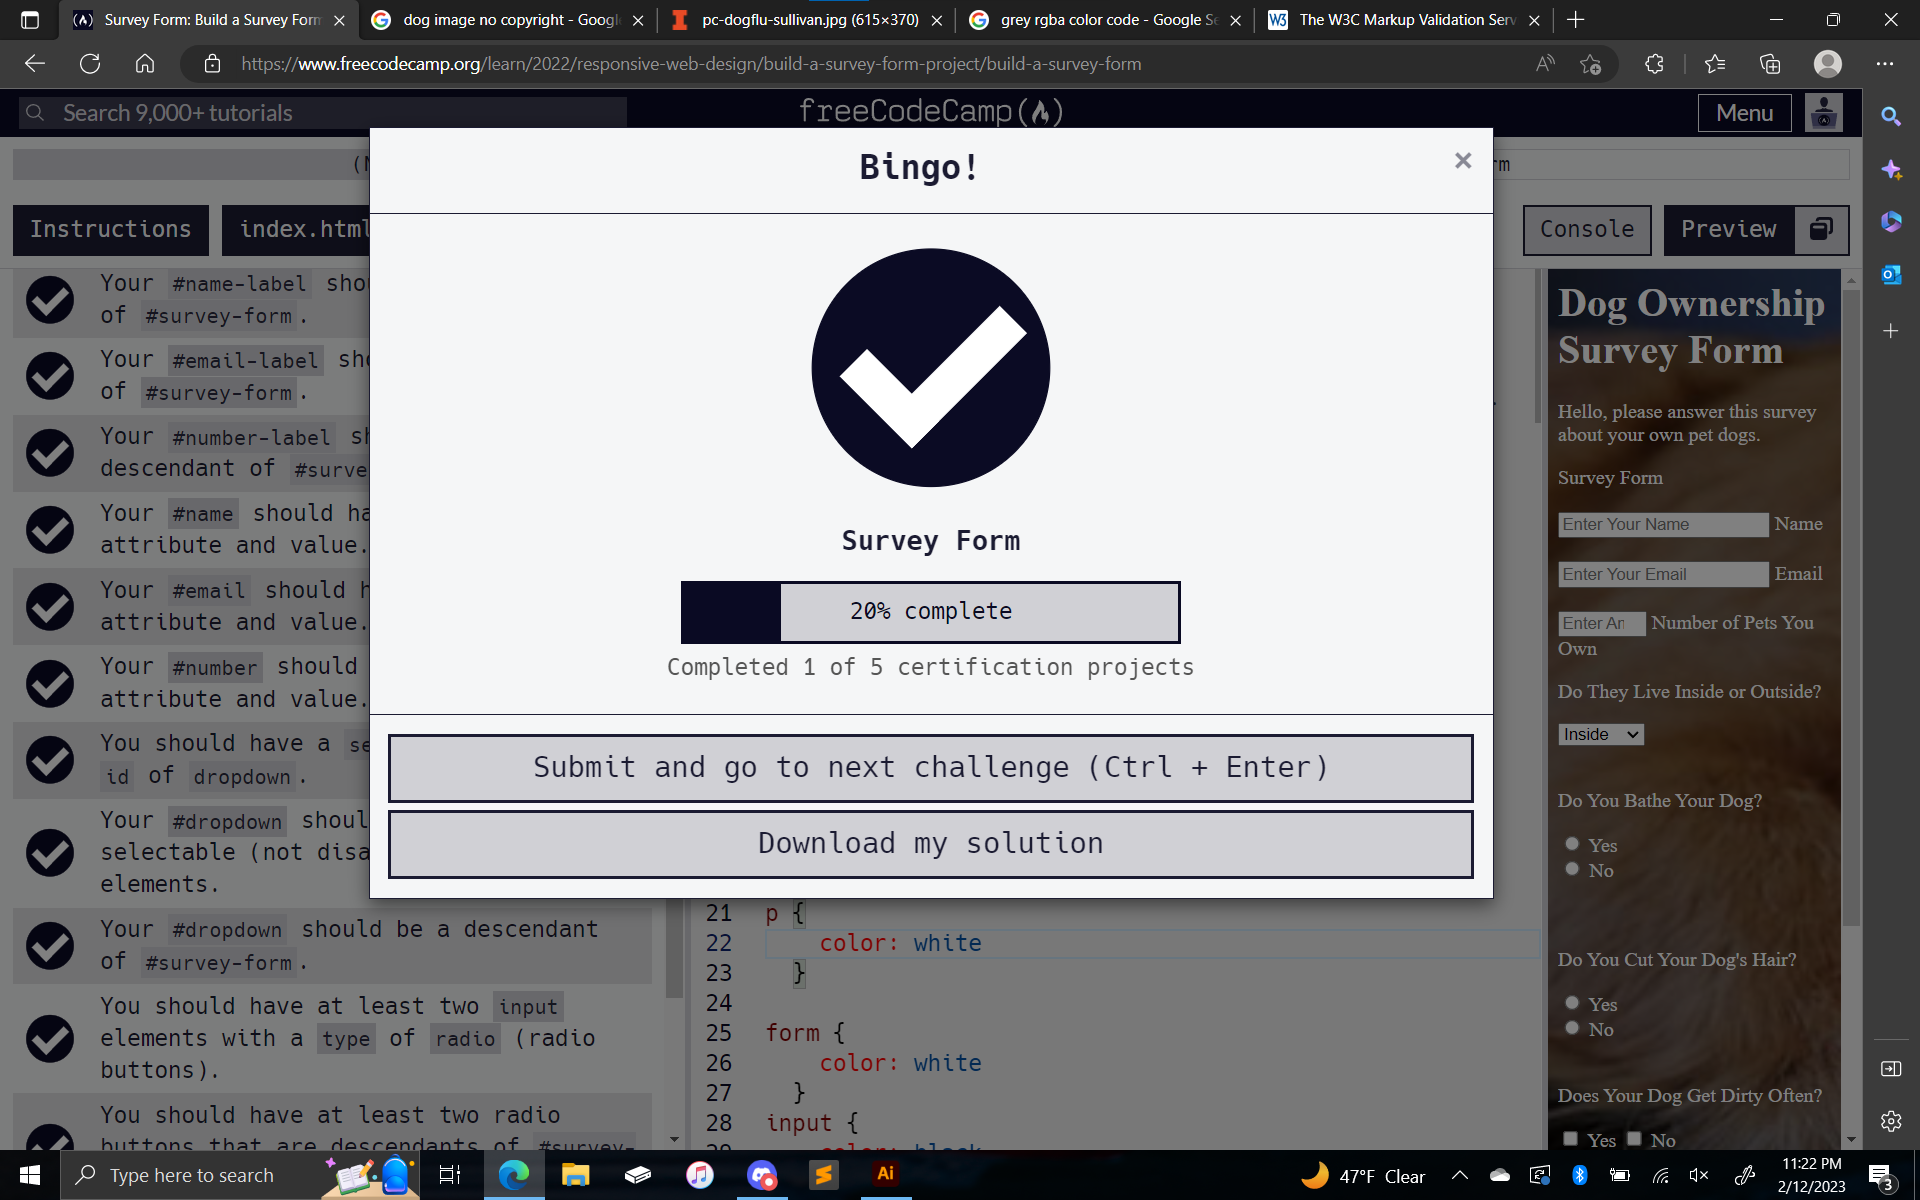 Survey Form: Build a Survey Form
dog image no copyright - Google
pc-dogflu-sullivan.jpg (615×370)
grey rgba color code - Google Se
The W3C Markup Validation Serv
https://www.freecodecamp.org/learn/2022/responsive-web-design/build-a-survey-form-project/build-a-survey-form
Search 9,000+ tutorials
freeCodeCamp
Menu
Bingo!
Instructions
index.html
Console
Preview
Your #name-label shou
of #survey-form.
Your #email-label sho
of #survey-form.
Your #number-label sh
descendant of #surve
Your #name should ha
attribute and value.
Your #email should h
attribute and value.
Your #number should
attribute and value.
You should have a se
id of dropdown.
Your #dropdown shoul
selectable (not disa
elements.
Your #dropdown should be a descendant
of #survey-form.
You should have at least two input
elements with a type of radio (radio
buttons).
You should have at least two radio
buttons that are descendants of #survey-
Survey Form
20% complete
Completed 1 of 5 certification projects
Submit and go to next challenge (Ctrl + Enter)
Download my solution
21 p {
22 color: white
23 }
24
25 form {
26 color: white
27 }
28 input {
29 color: black
Dog Ownership
Survey Form
Hello, please answer this survey
about your own pet dogs.
Survey Form
Enter Your Name Name
Enter Your Email Email
Enter An Number of Pets You
Own
Do They Live Inside or Outside?
Inside
Do You Bathe Your Dog?
Yes
No
Do You Cut Your Dog's Hair?
Yes
No
Does Your Dog Get Dirty Often?
Yes No
Type here to search
Ai
47°F Clear
11:22 PM
2/12/2023
3